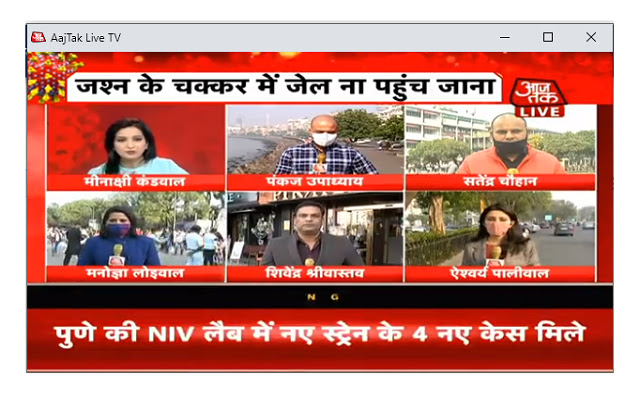 AajTak Live TV
जश्न के चक्कर में जेल ना पहुंच जाना
आज तक
LIVE
मीनाक्षी कंडवाल
पंकज उपाध्याय
सतेंद्र चौहान
मनोज्ञा लोइवाल
शिवेंद्र श्रीवास्तव
ऐश्वर्य पालीवाल
N G
पुणे की NIV लैब में नए स्ट्रेन के 4 नए केस मिले